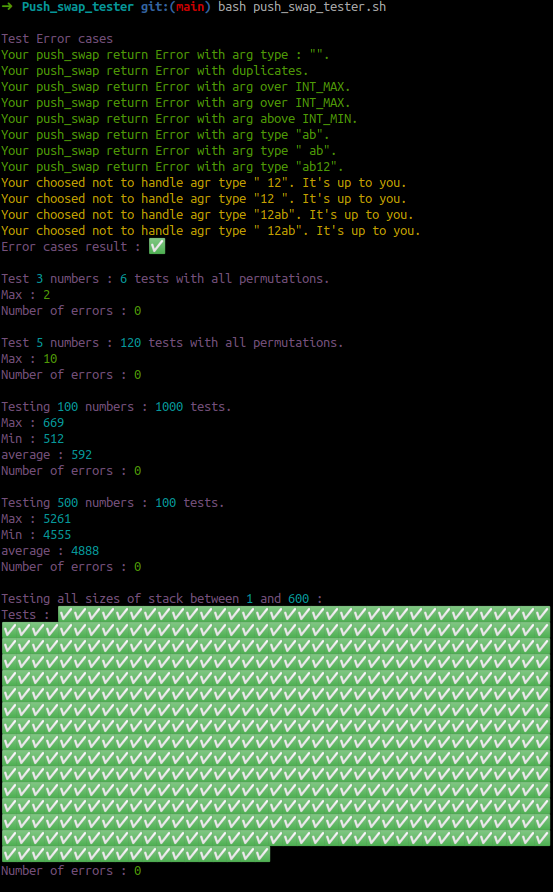 ➜ Push_swap_tester git:(main) bash push_swap_tester.sh
Test Error cases
Your push_swap return Error with arg type : "".
Your push_swap return Error with duplicates.
Your push_swap return Error with arg over INT_MAX.
Your push_swap return Error with arg over INT_MAX.
Your push_swap return Error with arg above INT_MIN.
Your push_swap return Error with arg type "ab".
Your push_swap return Error with arg type " ab".
Your push_swap return Error with arg type "ab12".
Your choosed not to handle agr type " 12". It's up to you.
Your choosed not to handle agr type "12 ". It's up to you.
Your choosed not to handle agr type "12ab". It's up to you.
Your choosed not to handle agr type " 12ab". It's up to you.
Error cases result : ✅
Test 3 numbers : 6 tests with all permutations.
Max : 2
Number of errors : 0
Test 5 numbers : 120 tests with all permutations.
Max : 10
Number of errors : 0
Testing 100 numbers : 1000 tests.
Max : 669
Min : 512
average : 592
Number of errors : 0
Testing 500 numbers : 100 tests.
Max : 5261
Min : 4555
average : 4888
Number of errors : 0
Testing all sizes of stack between 1 and 600 :
Tests :
Number of errors : 0